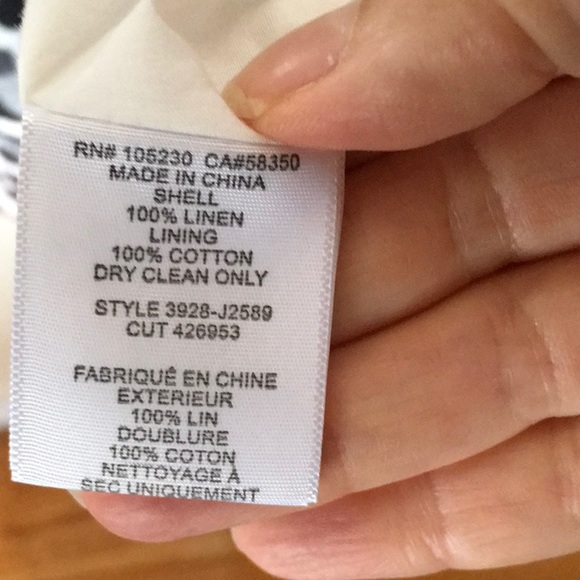 RN# 105230 CA#58350
MADE IN CHINA
SHELL
100% LINEN
LINING
100% COTTON
DRY CLEAN ONLY
STYLE 3928-J2589
CUT 426953
FABRIQUÉ EN CHINE
EXTERIEUR
100% LIN
DOUBLURE
100% COTON
NETTOYAGE À
SEC UNIQUEMENT